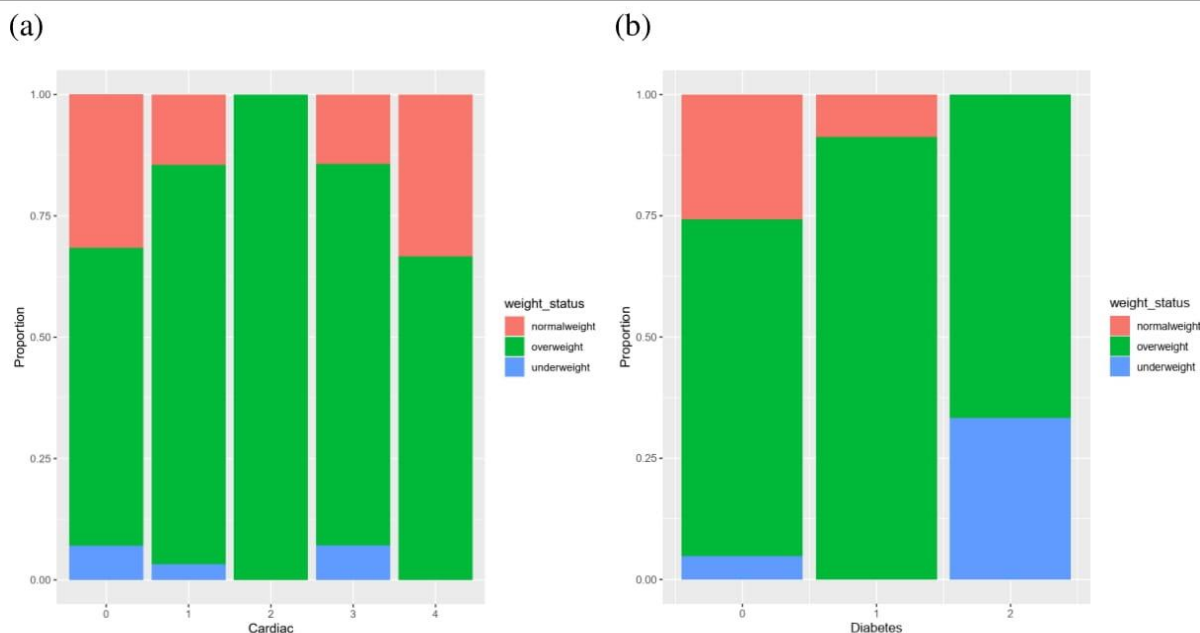 (a)
1.00
0.75
0.50
0.25
0.00
Proportion
0 1 2 3 4
Cardiac
weight_status
normalweight
overweight
underweight
(b)
1.00
0.75
0.50
0.25
0.00
Proportion
0 1 2
Diabetes
weight_status
normalweight
overweight
underweight